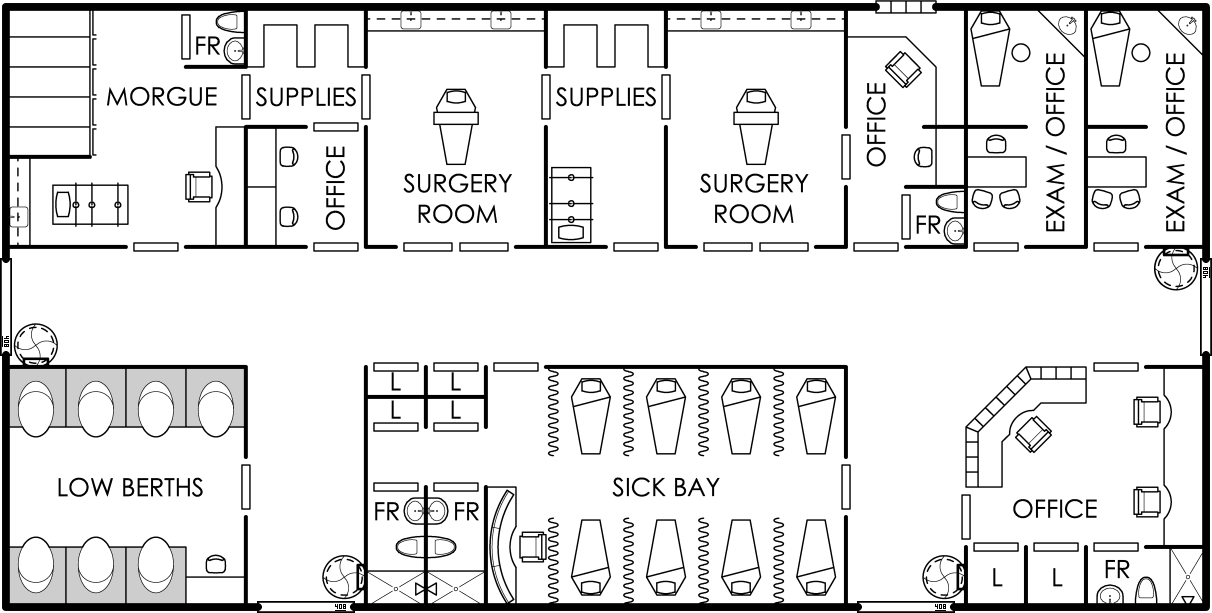 FR
MORGUE
SUPPLIES
SUPPLIES
OFFICE
SURGERY
ROOM
SURGERY
ROOM
OFFICE
EXAM / OFFICE
EXAM / OFFICE
FR
L
L
L
L
LOW BERTHS
SICK BAY
FR
FR
OFFICE
L
L
FR